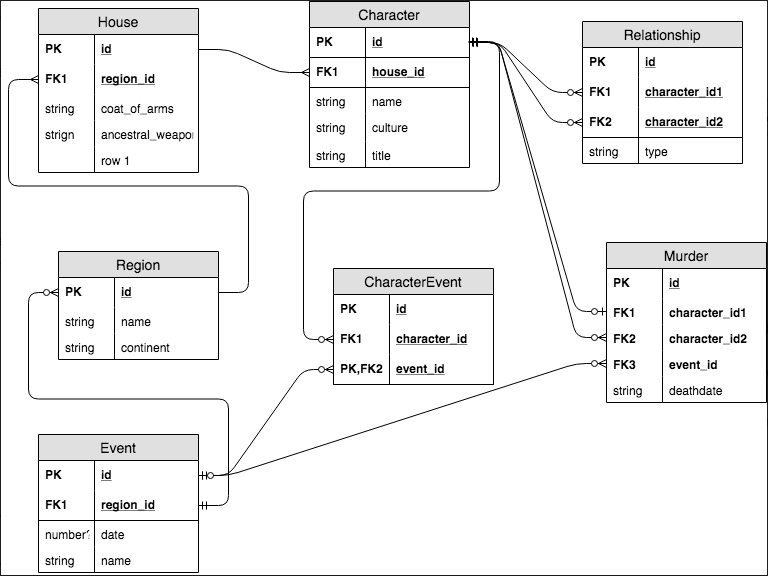 House
PK id
FK1 region_id
string coat_of_arms
strign ancestral_weapo
row 1
Character
PK id
FK1 house_id
string name
string culture
string title
Relationship
PK id
FK1 character_id1
FK2 character_id2
string type
Region
PK id
string name
string continent
CharacterEvent
PK id
FK1 character_id
PK,FK2 event_id
Murder
PK id
FK1 character_id1
FK2 character_id2
FK3 event_id
string deathdate
Event
PK id
FK1 region_id
number? date
string name